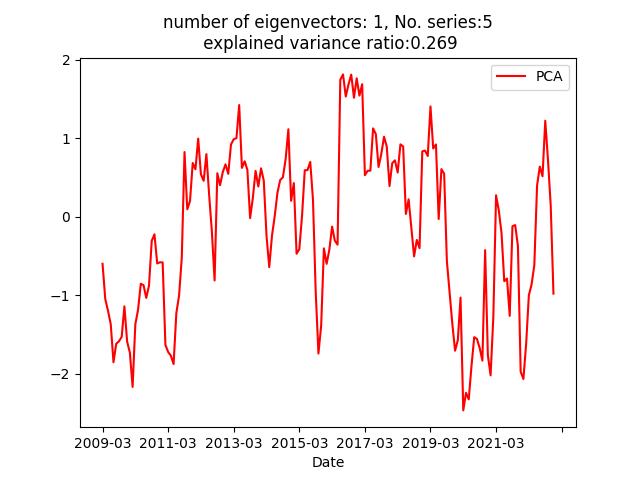 number of eigenvectors: 1, No. series:5
explained variance ratio:0.269
PCA
2
1
0
−1
−2
2009-03 2011-03 2013-03 2015-03 2017-03 2019-03 2021-03
Date